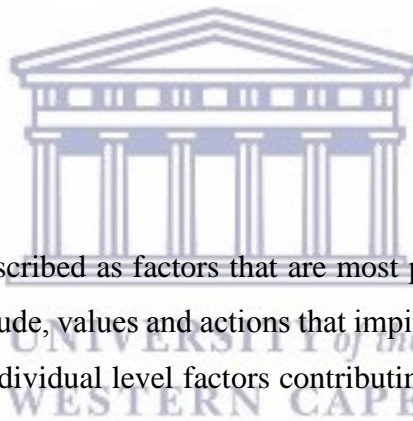 scribed as factors that are most p
ude, values and actions that impi
UNIVERSITY of the
dividual level factors contributin
WESTERN CAPE